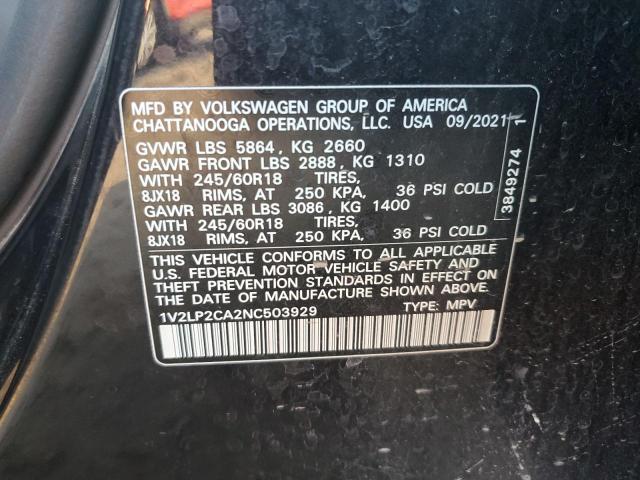 MFD BY VOLKSWAGEN GROUP OF AMERICA
CHATTANOOGA OPERATIONS, LLC. USA 09/2021
GVWR LBS 5864, KG 2660
GAWR FRONT LBS 2888, KG 1310
WITH 245/60R18 TIRES,
8JX18 RIMS, AT 250 KPA, 36 PSI COLD
GAWR REAR LBS 3086, KG 1400
WITH 245/60R18 TIRES,
8JX18 RIMS, AT 250 KPA, 36 PSI COLD
THIS VEHICLE CONFORMS TO ALL APPLICABLE
U.S. FEDERAL MOTOR VEHICLE SAFETY AND
THEFT PREVENTION STANDARDS IN EFFECT ON
THE DATE OF MANUFACTURE SHOWN ABOVE.
1V2LP2CA2NC503929 TYPE: MPV
3849274 1